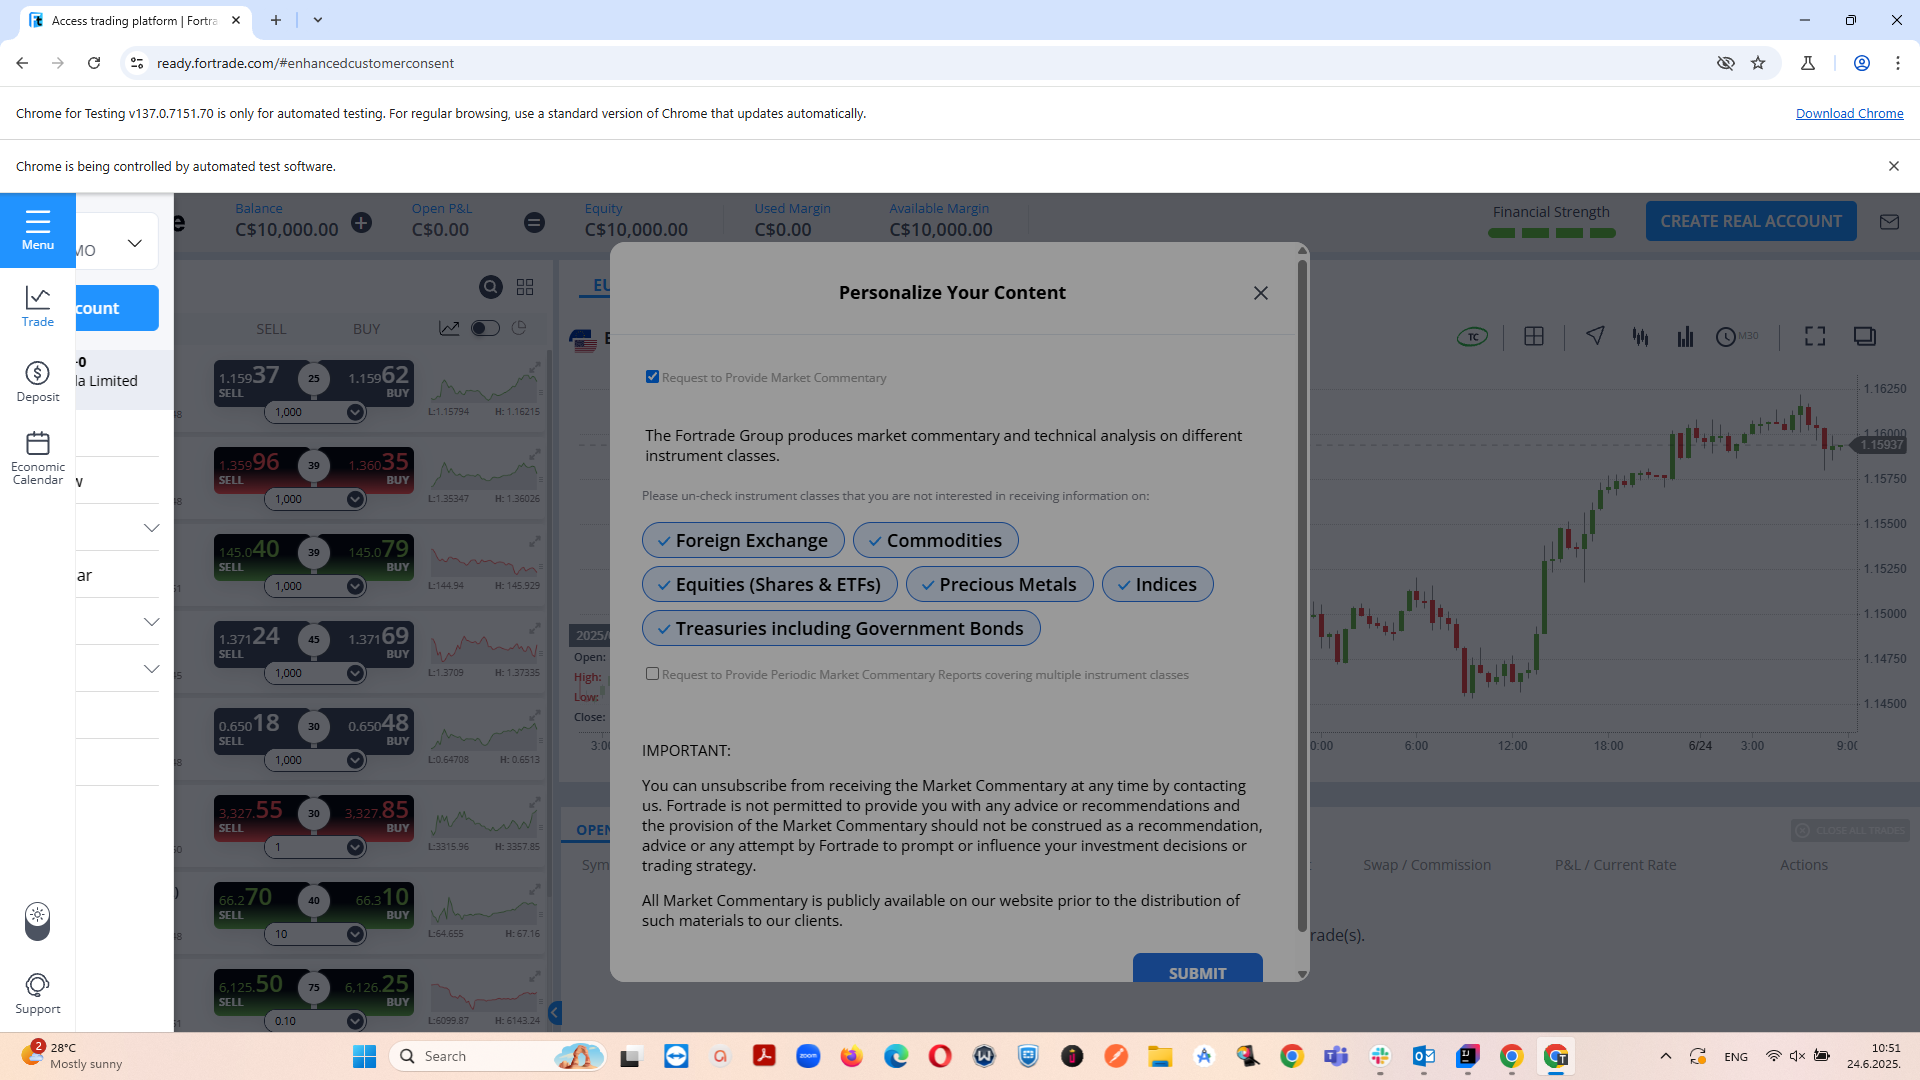 Access trading platform | Fortra
ready.fortrade.com/#enhancedcustomerconsent
Chrome for Testing v137.0.7151.70 is only for automated testing. For regular browsing, use a standard version of Chrome that updates automatically.
Download Chrome
Chrome is being controlled by automated test software.
Menu
Trade
Deposit
Economic
Calendar
Support
MO
count
-0
la Limited
w
ar
e
Balance
C$10,000.00
Open P&L
C$0.00
Equity
C$10,000.00
Used Margin
C$0.00
Available Margin
C$10,000.00
Financial Strength
CREATE REAL ACCOUNT
SELL BUY
1.15937 SELL 25 1.15962 BUY
1,000
L:1.15794 H: 1.16215
1.35996 SELL 39 1.36035 BUY
1,000
L:1.35347 H: 1.36026
145.040 SELL 39 145.079 BUY
1,000
L:144.94 H: 145.929
1.37124 SELL 45 1.37169 BUY
1,000
L:1.3709 H: 1.37335
0.65018 SELL 30 0.65048 BUY
1,000
L:0.64708 H: 0.6513
3,327.55 SELL 30 3,327.85 BUY
1
L:3315.96 H: 3357.85
66.270 SELL 40 66.310 BUY
10
L:64.655 H: 67.16
6,125.50 SELL 75 6,126.25 BUY
0.10
L:6099.87 H: 6143.24
EU
E
2025/0
Open:
High:
Low:
Close:
3:00
OPEN
Sym
Personalize Your Content
Request to Provide Market Commentary
The Fortrade Group produces market commentary and technical analysis on different
instrument classes.
Please un-check instrument classes that you are not interested in receiving information on:
Foreign Exchange
Commodities
Equities (Shares & ETFs)
Precious Metals
Indices
Treasuries including Government Bonds
Request to Provide Periodic Market Commentary Reports covering multiple instrument classes
IMPORTANT:
You can unsubscribe from receiving the Market Commentary at any time by contacting
us. Fortrade is not permitted to provide you with any advice or recommendations and
the provision of the Market Commentary should not be construed as a recommendation,
advice or any attempt by Fortrade to prompt or influence your investment decisions or
trading strategy.
All Market Commentary is publicly available on our website prior to the distribution of
such materials to our clients.
SUBMIT
TC
M30
1.16250
1.16000
1.15937
1.15750
1.15500
1.15250
1.15000
1.14750
1.14500
0:00 6:00 12:00 18:00 6/24 3:00 9:00
CLOSE ALL TRADES
Swap / Commission
P&L / Current Rate
Actions
rade(s).
2
28°C
Mostly sunny
Search
zoom
ENG
10:51
24.6.2025.